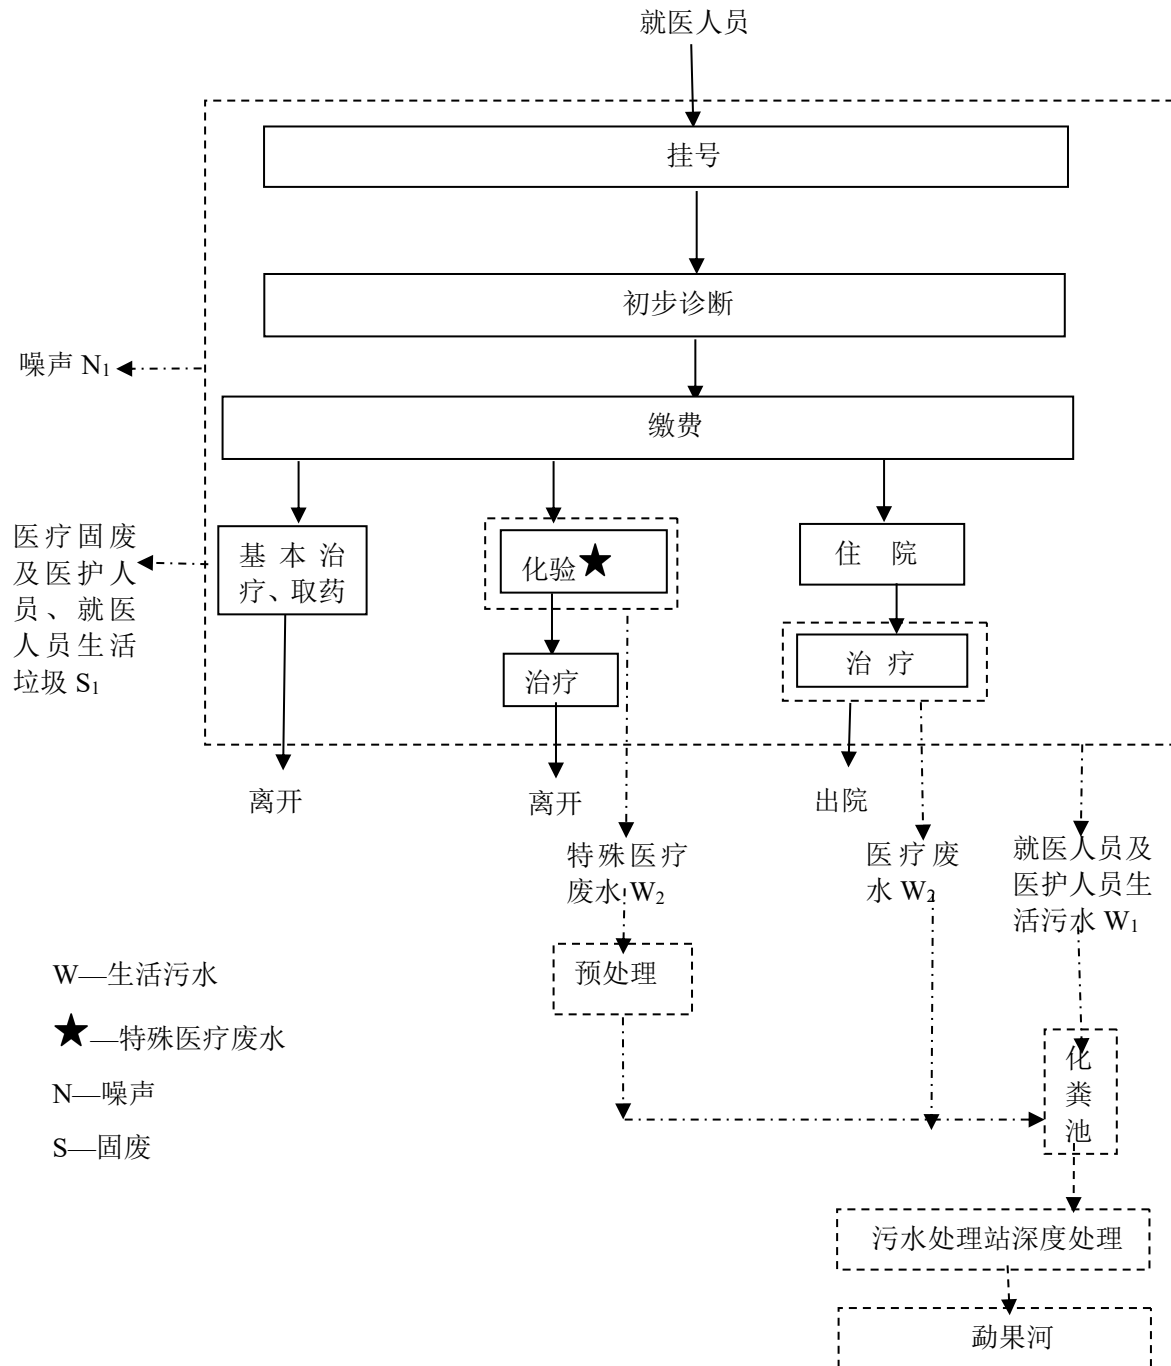 就医人员
挂号
初步诊断
噪声 N₁
缴费
医疗固废
及医护人
员、就医
人员生活
垃圾 S₁
基本治
疗、取药
化验★
住 院
治疗
治 疗
离开
离开
出院
特殊医疗
废水 W₂
医疗废
水 W₂
就医人员及
医护人员生
活污水 W₁
预处理
W—生活污水
★—特殊医疗废水
N—噪声
S—固废
化
粪
池
污水处理站深度处理
勐果河